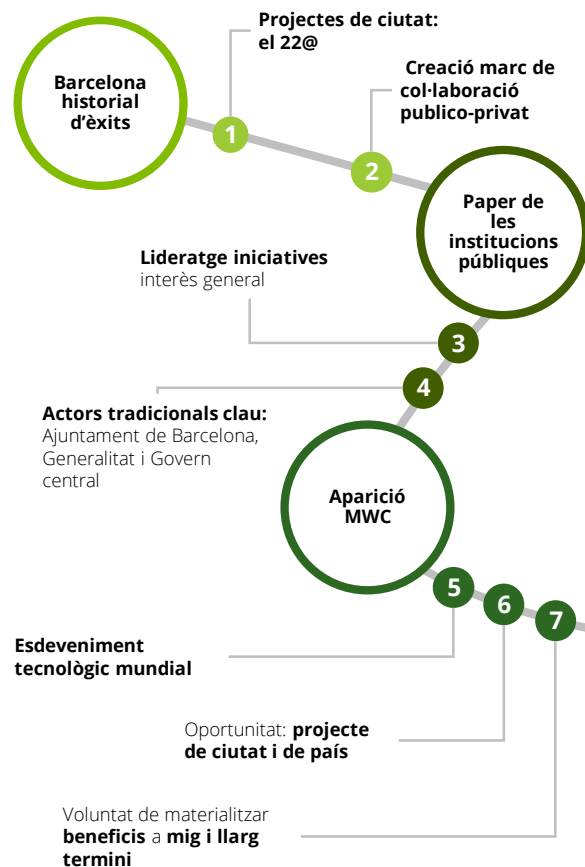 Projectes de ciutat:
el 22@
Barcelona
historial
d'èxits
1
Creació marc de
col·laboració
publico-privat
2
Paper de
les
institucions
públiques
Lideratge iniciatives
interès general
3
4
Actors tradicionals clau:
Ajuntament de Barcelona,
Generalitat i Govern
central
Aparició
MWC
5
6
7
Esdeveniment
tecnològic mundial
Oportunitat: projecte
de ciutat i de país
Voluntat de materialitzar
beneficis a mig i llarg
termini